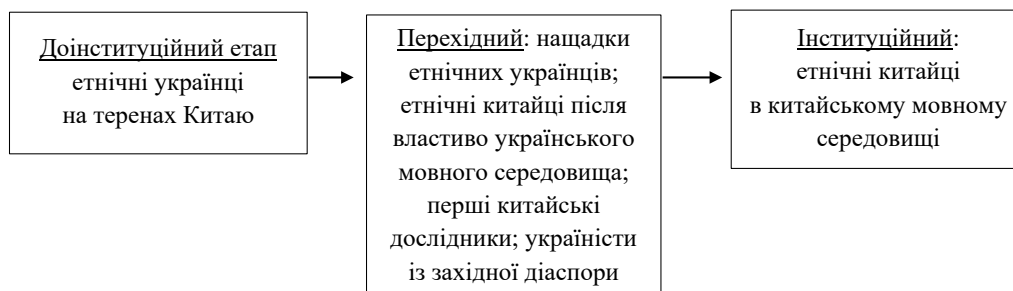 Доінституційний етап
етнічні українці
на теренах Китаю
Перехідний: нащадки
етнічних українців;
етнічні китайці після
властиво українського
мовного середовища;
перші китайські
дослідники; україністи
із західної діаспори
Інституційний:
етнічні китайці
в китайському мовному
середовищі